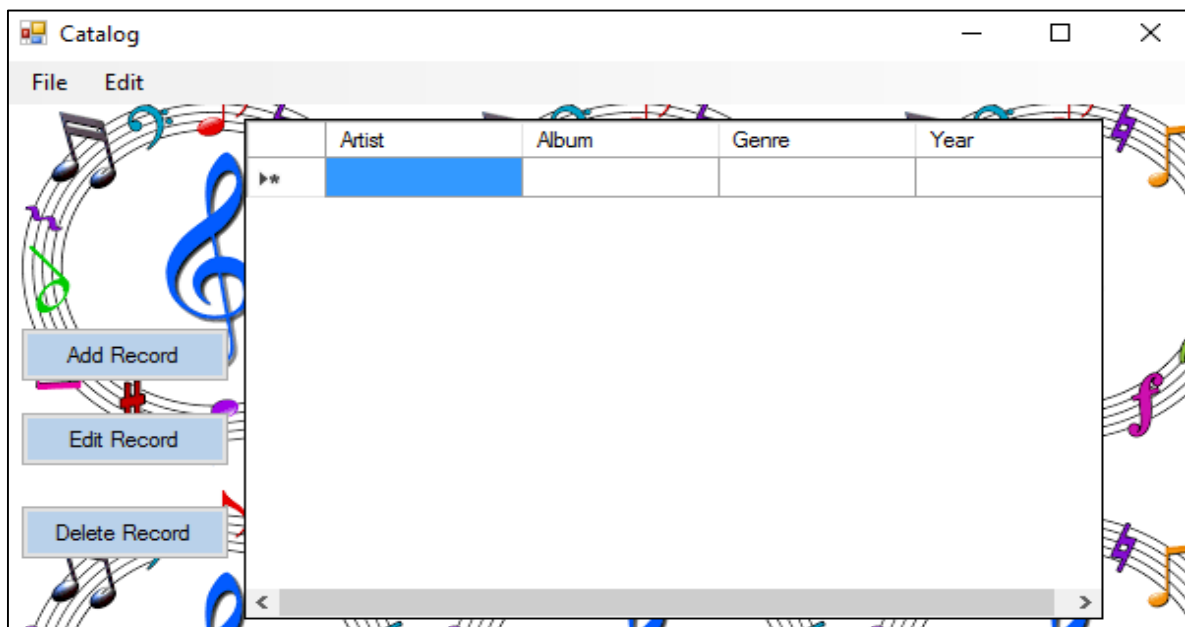 Catalog
File Edit
Artist Album Genre Year
Add Record
Edit Record
Delete Record